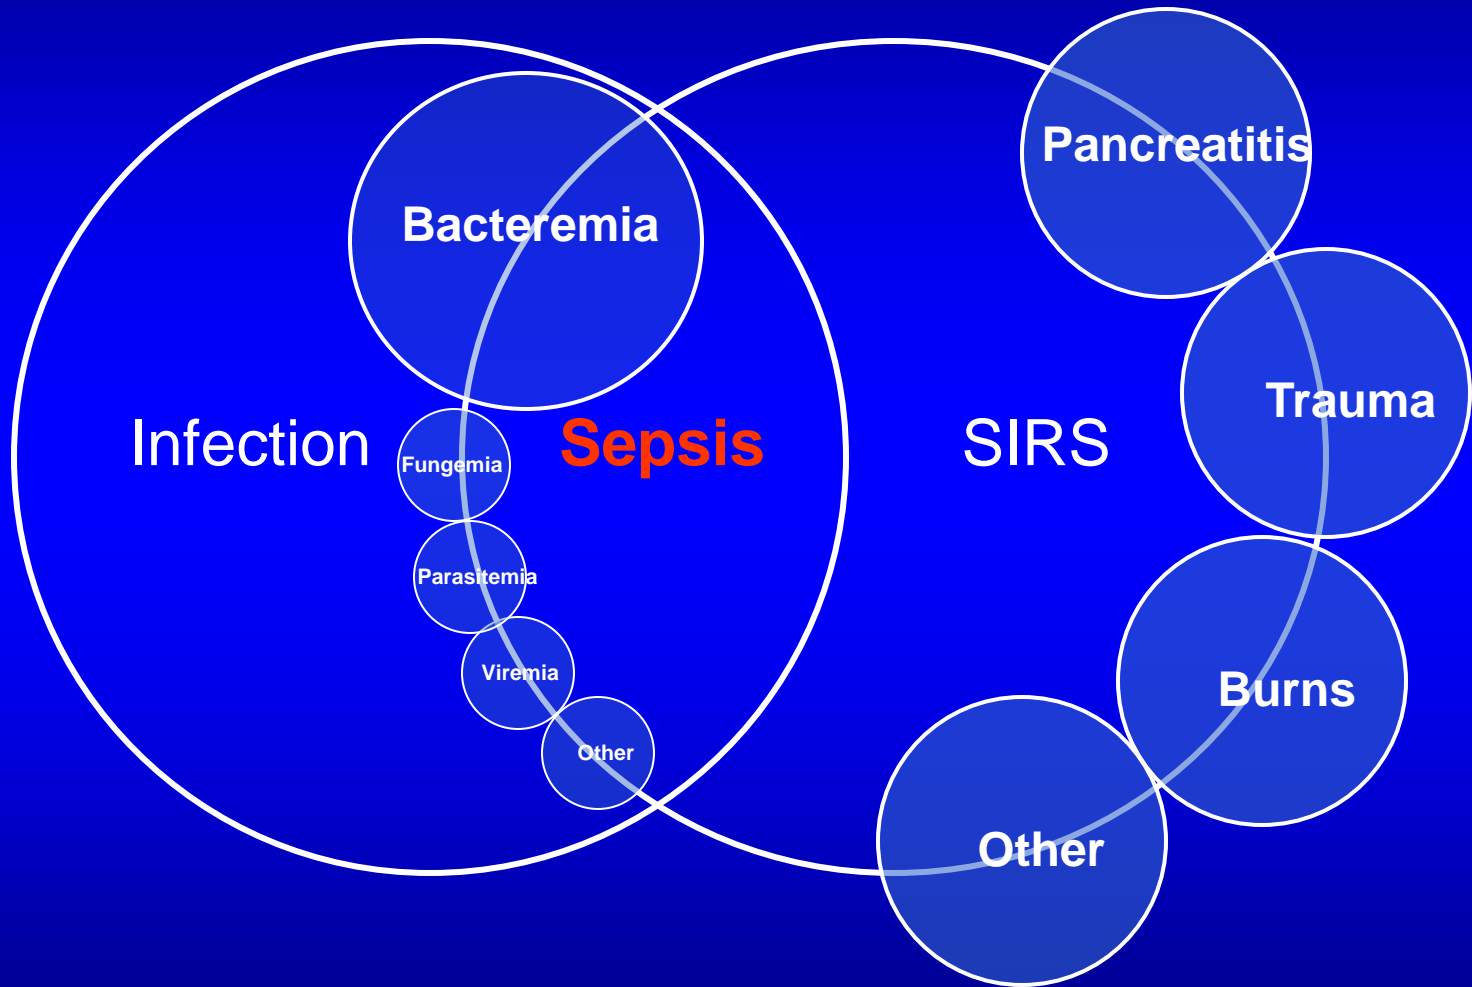 Pancreatitis
Bacteremia
Trauma
Infection
Sepsis
SIRS
Fungemia
Parasitemia
Viremia
Burns
Other
Other